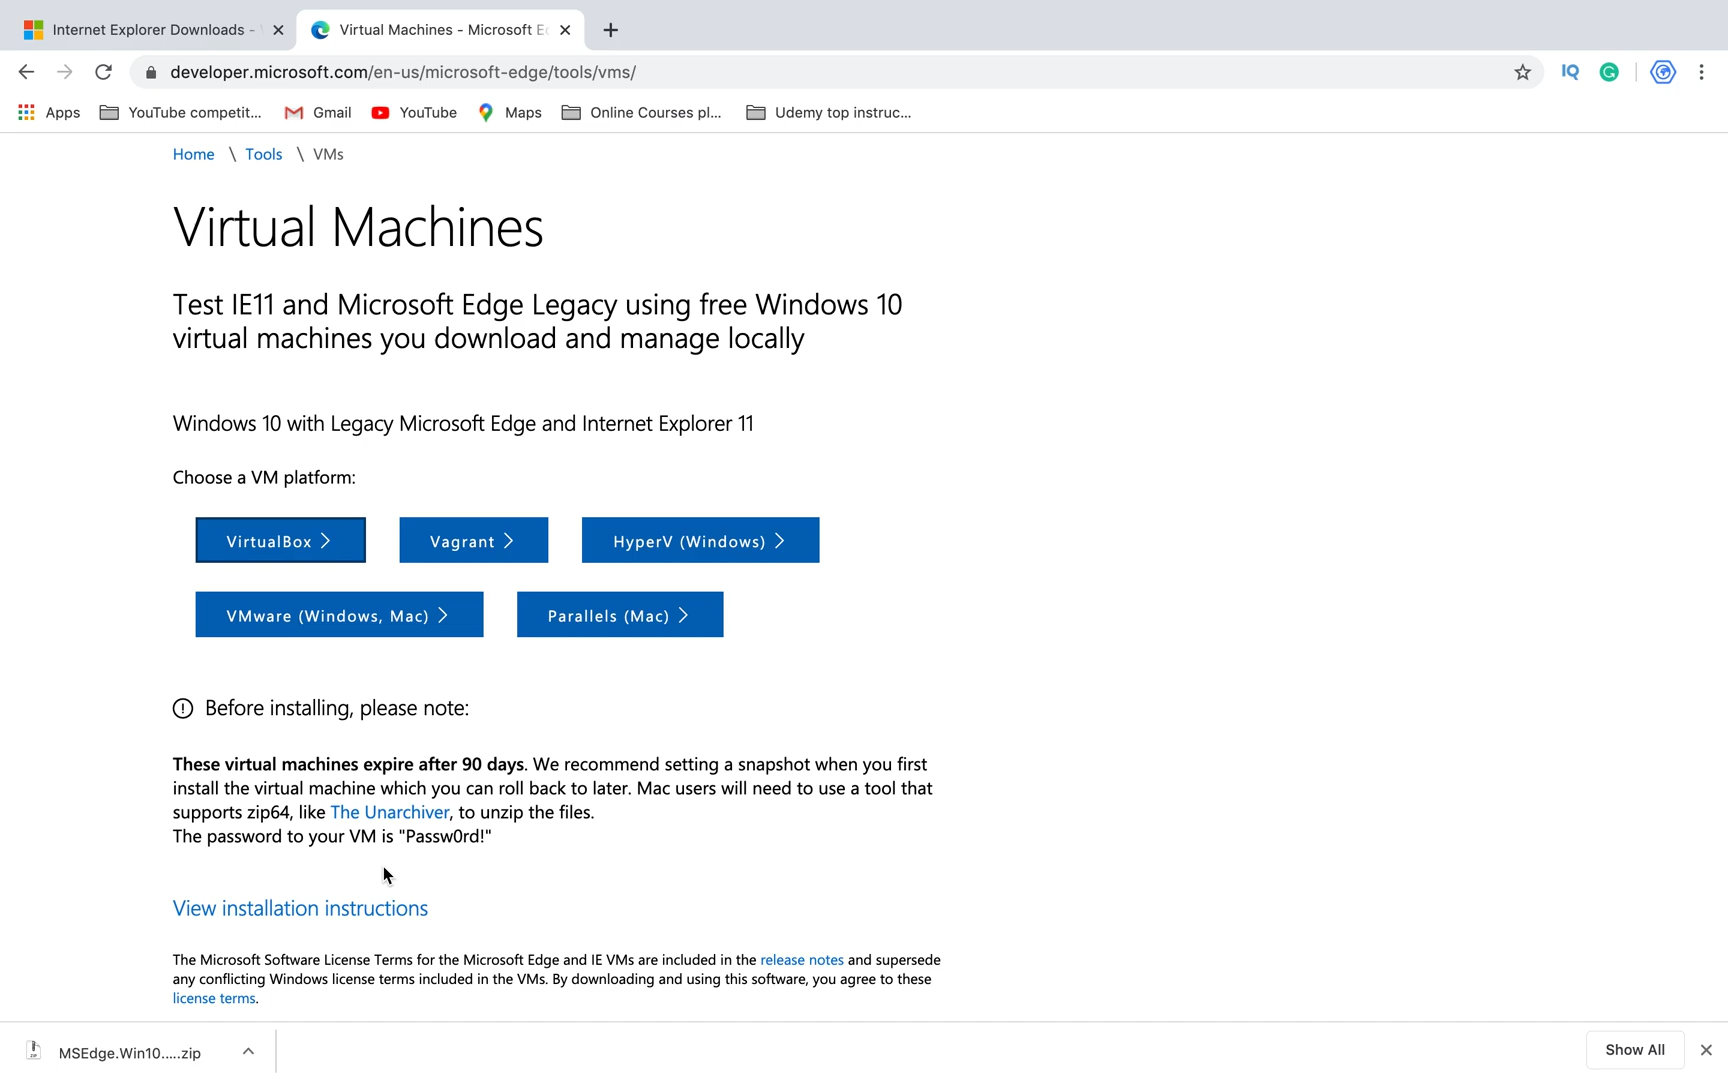 Internet Explorer Downloads -
Virtual Machines - Microsoft E
developer.microsoft.com/en-us/microsoft-edge/tools/vms/
IQ
Apps
YouTube competit...
Gmail
YouTube
Maps
Online Courses pl...
Udemy top instruc...
Home \ Tools \ VMs
Virtual Machines
Test IE11 and Microsoft Edge Legacy using free Windows 10
virtual machines you download and manage locally
Windows 10 with Legacy Microsoft Edge and Internet Explorer 11
Choose a VM platform:
VirtualBox
Vagrant
HyperV (Windows)
VMware (Windows, Mac)
Parallels (Mac)
Before installing, please note:
These virtual machines expire after 90 days. We recommend setting a snapshot when you first
install the virtual machine which you can roll back to later. Mac users will need to use a tool that
supports zip64, like The Unarchiver, to unzip the files.
The password to your VM is "Passw0rd!"
View installation instructions
The Microsoft Software License Terms for the Microsoft Edge and IE VMs are included in the release notes and supersede
any conflicting Windows license terms included in the VMs. By downloading and using this software, you agree to these
license terms.
MSEdge.Win10.....zip
Show All